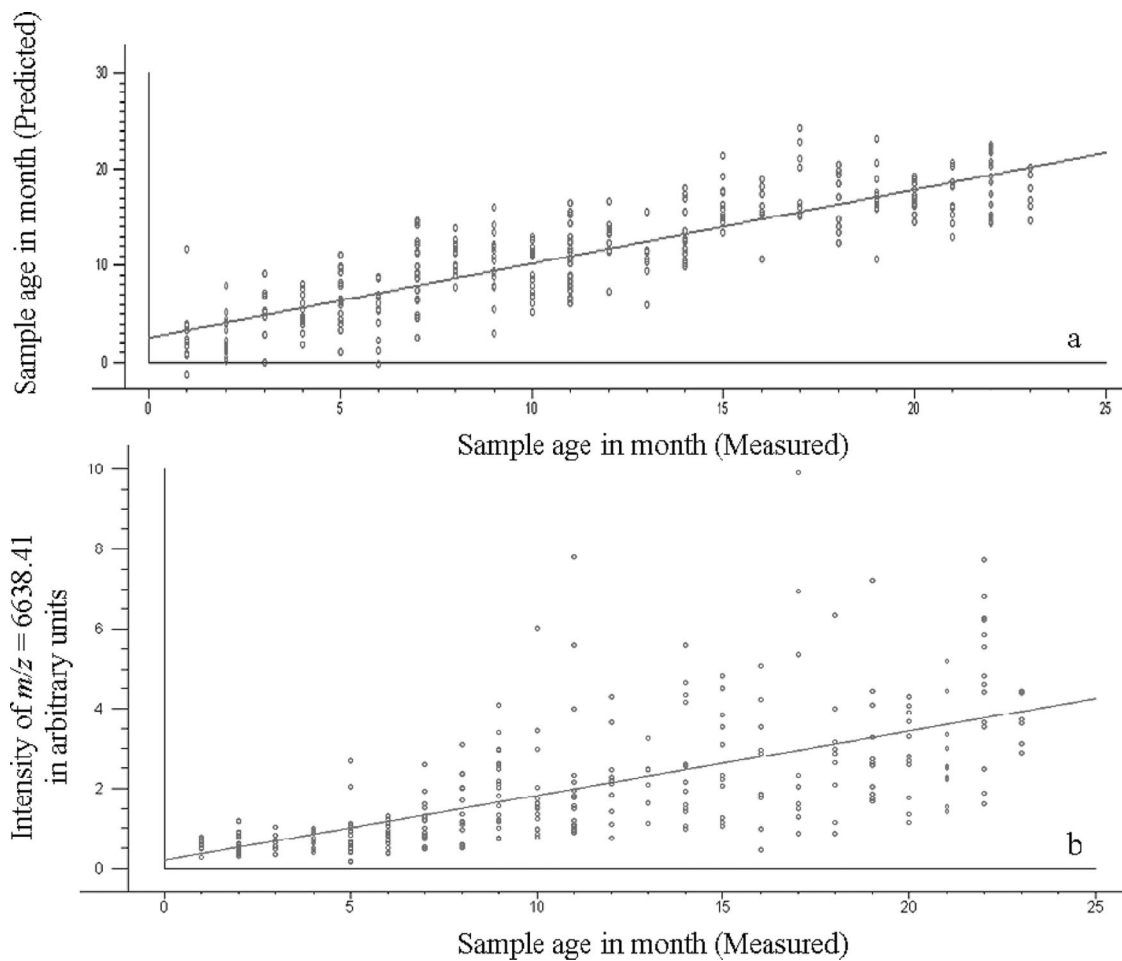 Sample age in month (Predicted)
30
20
10
0
a
0 5 10 15 20 25
Sample age in month (Measured)
Intensity of m/z = 6638.41
in arbitrary units
10
8
6
4
2
0
b
0 5 10 15 20 25
Sample age in month (Measured)